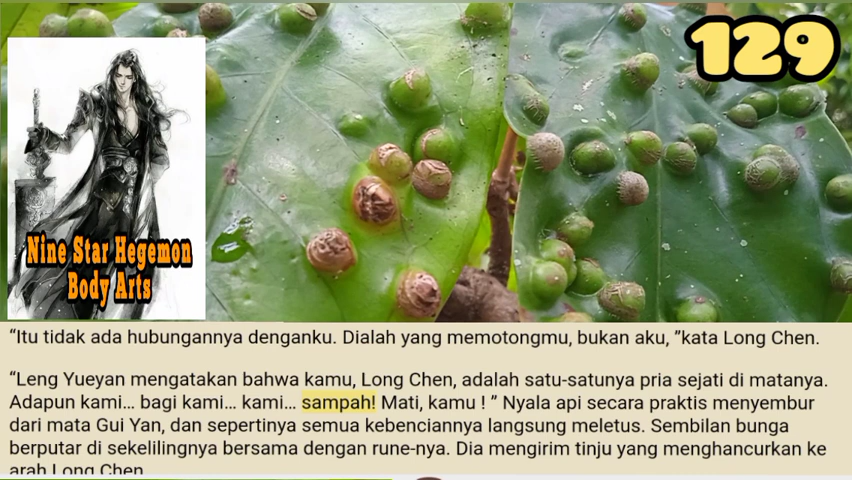 129
Nine Star Hegemon
Body Arts
“Itu tidak ada hubungannya denganku. Dialah yang memotongmu, bukan aku, ”kata Long Chen.
“Leng Yueyan mengatakan bahwa kamu, Long Chen, adalah satu-satunya pria sejati di matanya.
Adapun kami… bagi kami… kami… sampah! Mati, kamu ! ” Nyala api secara praktis menyembur
dari mata Gui Yan, dan sepertinya semua kebenciannya langsung meletus. Sembilan bunga
berputar di sekelilingnya bersama dengan rune-nya. Dia mengirim tinju yang menghancurkan ke
arah Long Chen